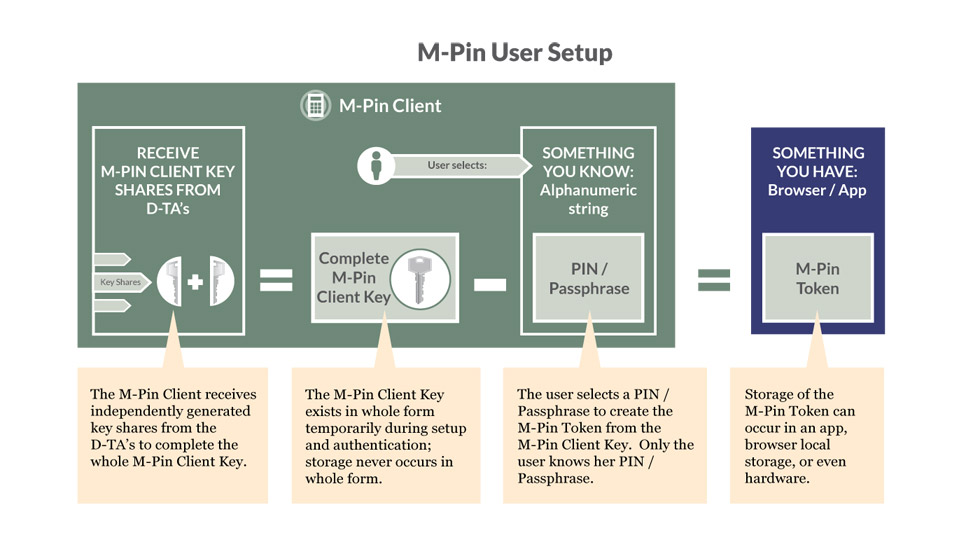 M-Pin User Setup
M-Pin Client
RECEIVE
M-PIN CLIENT KEY
SHARES FROM
D-TA's
Key Shares
User selects:
SOMETHING
YOU KNOW:
Alphanumeric
string
SOMETHING
YOU HAVE:
Browser / App
+
=
Complete
M-Pin
Client Key
-
PIN /
Passphrase
=
M-Pin
Token
The M-Pin Client receives
independently generated
key shares from the
D-TA's to complete the
whole M-Pin Client Key.
The M-Pin Client Key
exists in whole form
temporarily during setup
and authentication;
storage never occurs in
whole form.
The user selects a PIN /
Passphrase to create the
M-Pin Token from the
M-Pin Client Key.  Only the
user knows her PIN /
Passphrase.
Storage of the
M-Pin Token can
occur in an app,
browser local
storage, or even
hardware.